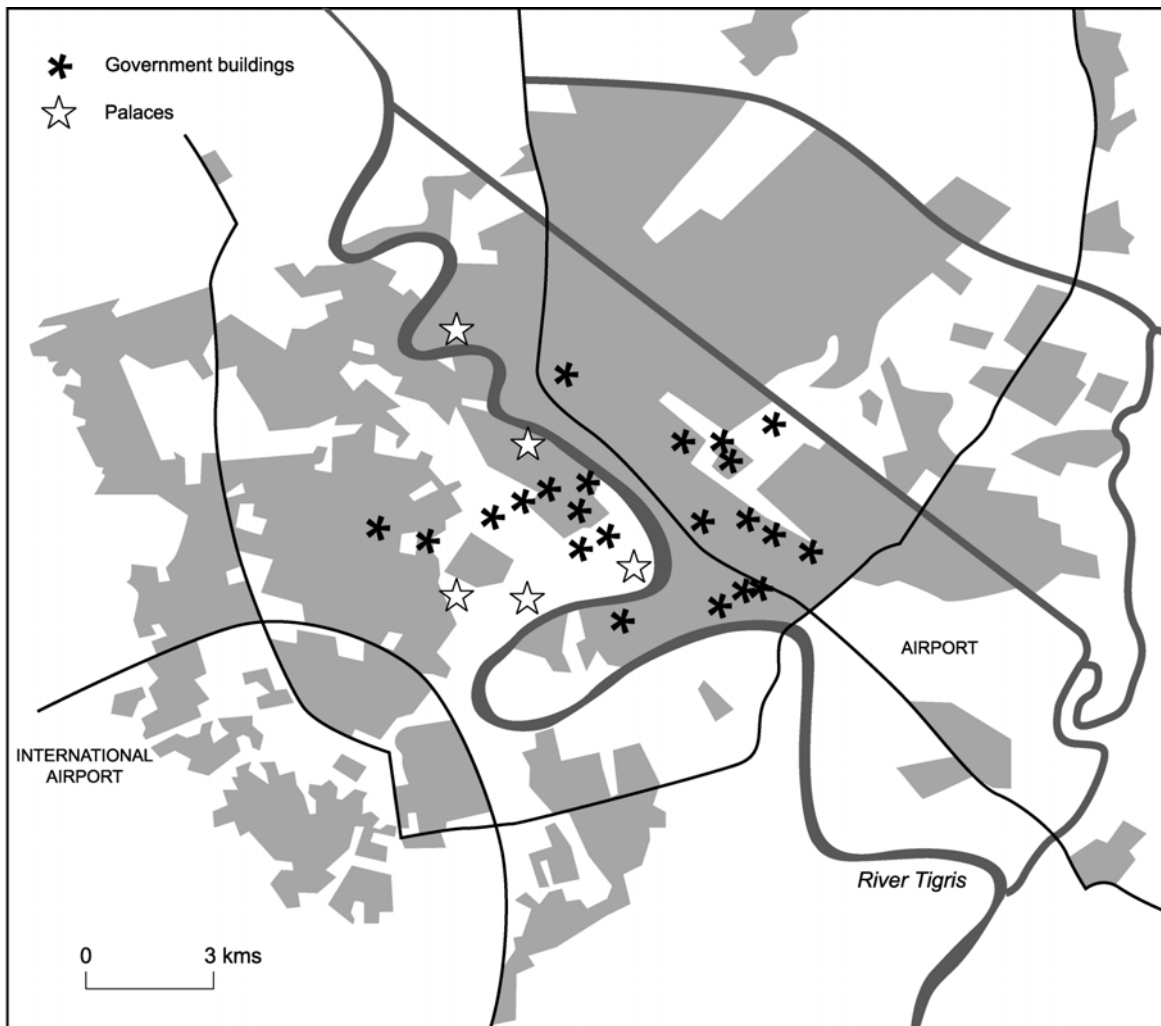 Government buildings
Palaces
AIRPORT
INTERNATIONAL
AIRPORT
River Tigris
0 3 kms